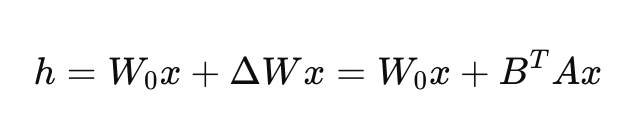 h = W₀x + ΔWx = W₀x + BᵀAx